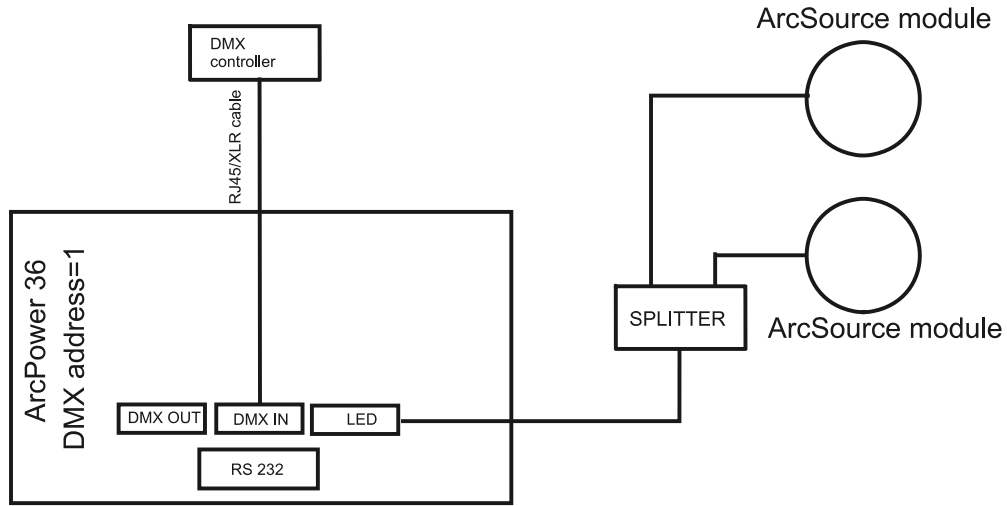 ArcSource module
DMX
controller
RJ45/XLR cable
ArcPower 36
DMX address=1
SPLITTER
ArcSource module
DMX OUT
DMX IN
LED
RS 232